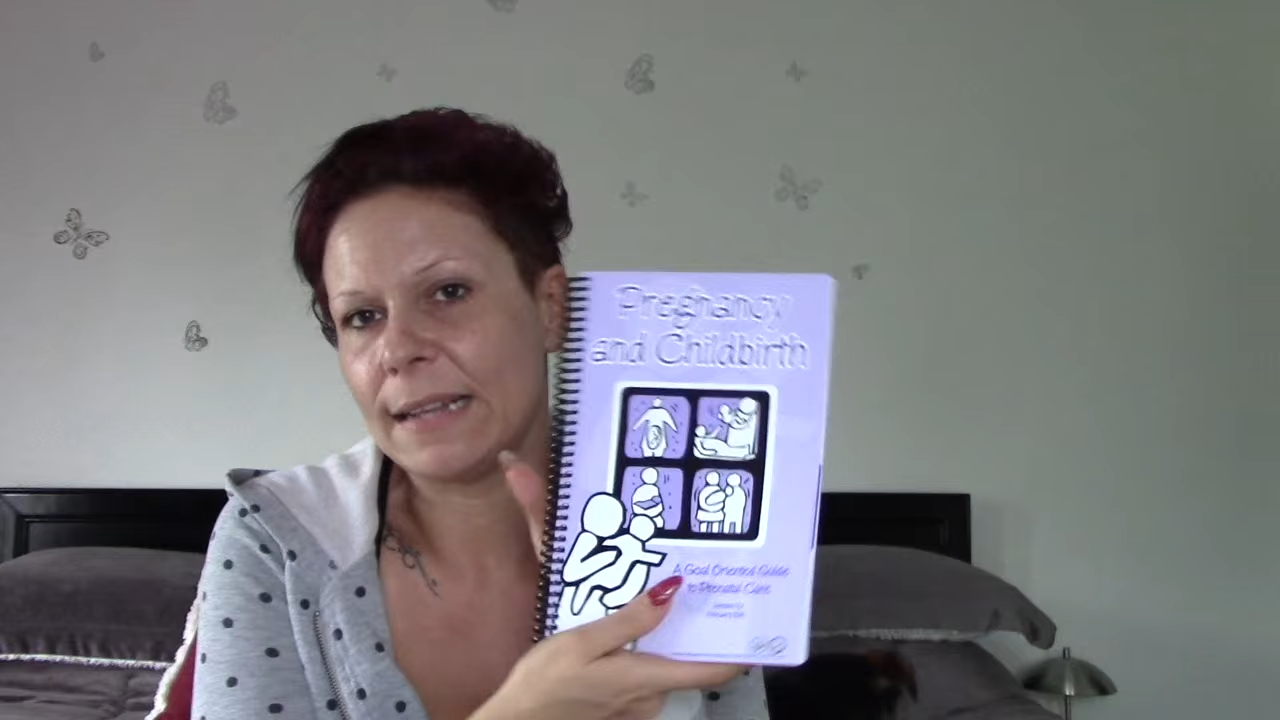 Pregnancy
and Childbirth
A Goal Oriented Guide
to Prenatal Care